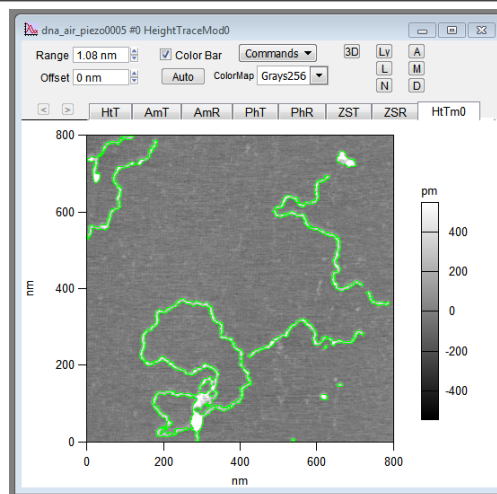 dna_air_piezo0005 #0 HeightTraceMod0
Range 1.08 nm Color Bar Commands 3D Ly A
L M
Offset 0 nm Auto ColorMap Grays256 N D
< > HtT AmT AmR PhT PhR ZST ZSR HtTm0
800
600
400
200
0
nm
0 200 400 600 800
nm
pm
400
200
0
-200
-400